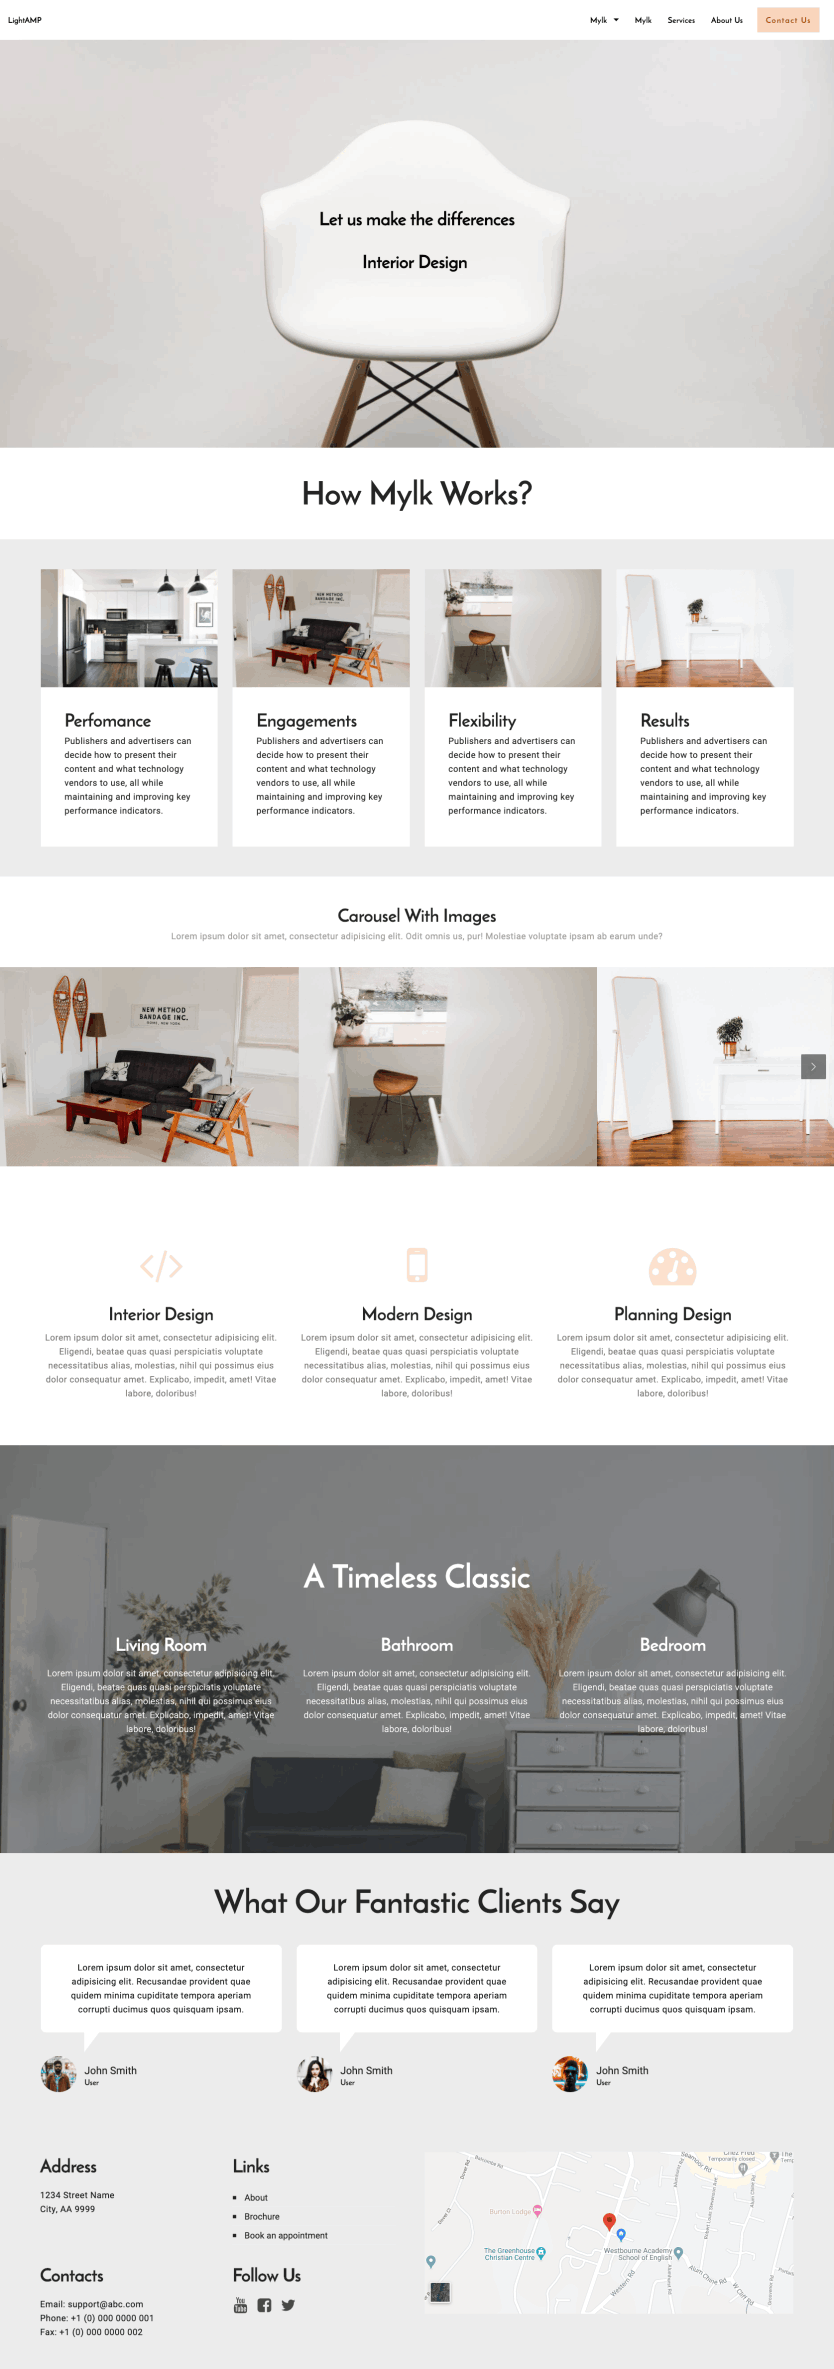 LightAMP
Mylk
Mylk
Services
About Us
Contact Us
Let us make the differences
Interior Design
How Mylk Works?
NEW METHOD
BANDAGE INC.
Perfomance
Publishers and advertisers can
decide how to present their
content and what technology
vendors to use, all while
maintaining and improving key
performance indicators.
Engagements
Publishers and advertisers can
decide how to present their
content and what technology
vendors to use, all while
maintaining and improving key
performance indicators.
Flexibility
Publishers and advertisers can
decide how to present their
content and what technology
vendors to use, all while
maintaining and improving key
performance indicators.
Results
Publishers and advertisers can
decide how to present their
content and what technology
vendors to use, all while
maintaining and improving key
performance indicators.
Carousel With Images
Lorem ipsum dolor sit amet, consectetur adipisicing elit. Odit omnis us, pur! Molestiae voluptate ipsam ab earum unde?
NEW METHOD
BANDAGE INC.
Interior Design
Lorem ipsum dolor sit amet, consectetur adipisicing elit.
Eligendi, beatae quas quasi perspiciatis voluptate
necessitatibus alias, molestias, nihil qui possimus eius
dolor consequatur amet. Explicabo, impedit, amet! Vitae
labore, doloribus!
Modern Design
Lorem ipsum dolor sit amet, consectetur adipisicing elit.
Eligendi, beatae quas quasi perspiciatis voluptate
necessitatibus alias, molestias, nihil qui possimus eius
dolor consequatur amet. Explicabo, impedit, amet! Vitae
labore, doloribus!
Planning Design
Lorem ipsum dolor sit amet, consectetur adipisicing elit.
Eligendi, beatae quas quasi perspiciatis voluptate
necessitatibus alias, molestias, nihil qui possimus eius
dolor consequatur amet. Explicabo, impedit, amet! Vitae
labore, doloribus!
A Timeless Classic
Living Room
Lorem ipsum dolor sit amet, consectetur adipisicing elit.
Eligendi, beatae quas quasi perspiciatis voluptate
necessitatibus alias, molestias, nihil qui possimus eius
dolor consequatur amet. Explicabo, impedit, amet! Vitae
labore, doloribus!
Bathroom
Lorem ipsum dolor sit amet, consectetur adipisicing elit.
Eligendi, beatae quas quasi perspiciatis voluptate
necessitatibus alias, molestias, nihil qui possimus eius
dolor consequatur amet. Explicabo, impedit, amet! Vitae
labore, doloribus!
Bedroom
Lorem ipsum dolor sit amet, consectetur adipisicing elit.
Eligendi, beatae quas quasi perspiciatis voluptate
necessitatibus alias, molestias, nihil qui possimus eius
dolor consequatur amet. Explicabo, impedit, amet! Vitae
labore, doloribus!
What Our Fantastic Clients Say
Lorem ipsum dolor sit amet, consectetur
adipisicing elit. Recusandae provident quae
quidem minima cupiditate tempora aperiam
corrupti ducimus quos quisquam ipsam.
John Smith
User
Lorem ipsum dolor sit amet, consectetur
adipisicing elit. Recusandae provident quae
quidem minima cupiditate tempora aperiam
corrupti ducimus quos quisquam ipsam.
John Smith
User
Lorem ipsum dolor sit amet, consectetur
adipisicing elit. Recusandae provident quae
quidem minima cupiditate tempora aperiam
corrupti ducimus quos quisquam ipsam.
John Smith
User
Address
1234 Street Name
City, AA 9999
Links
About
Brochure
Book an appointment
Contacts
Email: support@abc.com
Phone: +1 (0) 000 0000 001
Fax: +1 (0) 000 0000 002
Follow Us
You
Tube
Temporarily closed
Seamoor Rd
Burton Lodge
The Greenhouse
Christian Centre
Westbourne Academy
School of English
Western Rd
Alum Chine Rd
W Cliff Rd